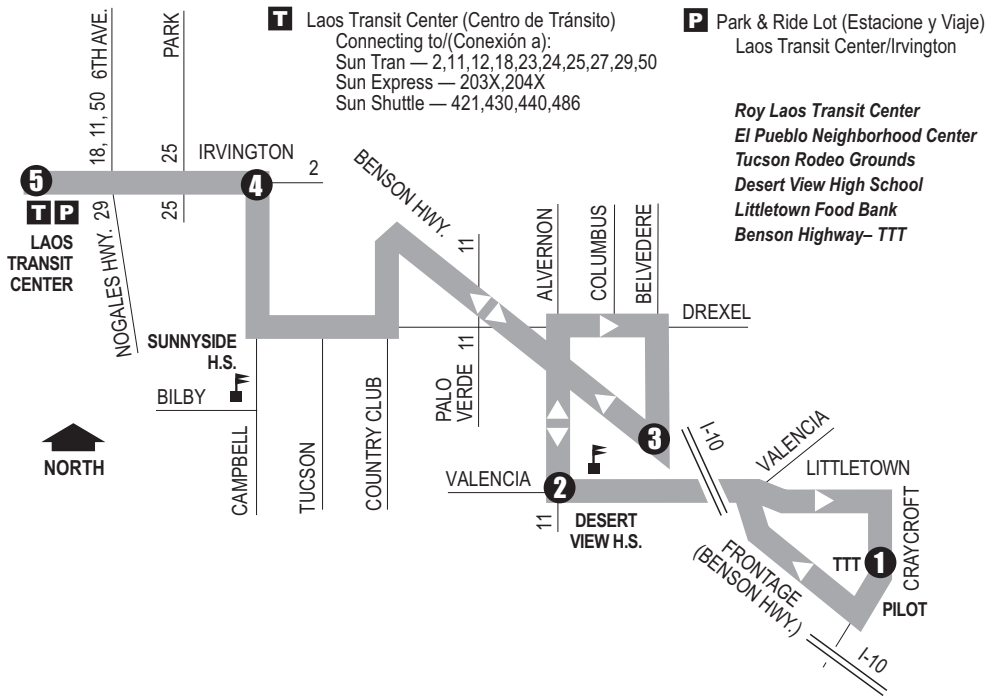 T Laos Transit Center (Centro de Tránsito)
Connecting to/(Conexión a):
Sun Tran — 2,11,12,18,23,24,25,27,29,50
Sun Express — 203X,204X
Sun Shuttle — 421,430,440,486
P Park & Ride Lot (Estacione y Viaje)
Laos Transit Center/Irvington
Roy Laos Transit Center
El Pueblo Neighborhood Center
Tucson Rodeo Grounds
Desert View High School
Littletown Food Bank
Benson Highway– TTT
18, 11, 50 6TH AVE.
PARK
25
25
IRVINGTON
2
5
4
T P
LAOS
TRANSIT
CENTER
NOGALES HWY. 29
BENSON HWY.
11
11
PALO
VERDE
ALVERNON
COLUMBUS
BELVEDERE
DREXEL
SUNNYSIDE
H.S.
BILBY
CAMPBELL
TUCSON
COUNTRY CLUB
NORTH
3
VALENCIA
2
11
DESERT
VIEW H.S.
I-10
VALENCIA
LITTLETOWN
CRAYCROFT
TTT 1
PILOT
FRONTAGE
(BENSON HWY.)
I-10